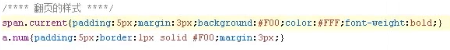 /**** 翻页的样式 ****/
span.current{padding:5px;margin:3px;background:#F00;color:#FFF;font-weight:bold;}
a.num{padding:5px;border:1px solid #F00;margin:3px;}